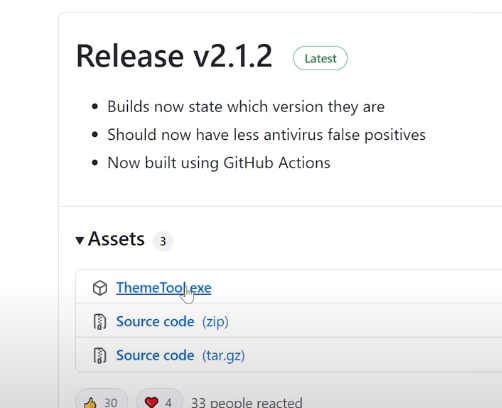 Release v2.1.2 Latest
Builds now state which version they are
Should now have less antivirus false positives
Now built using GitHub Actions
Assets 3
ThemeTool.exe
Source code (zip)
Source code (tar.gz)
30 4 33 people reacted